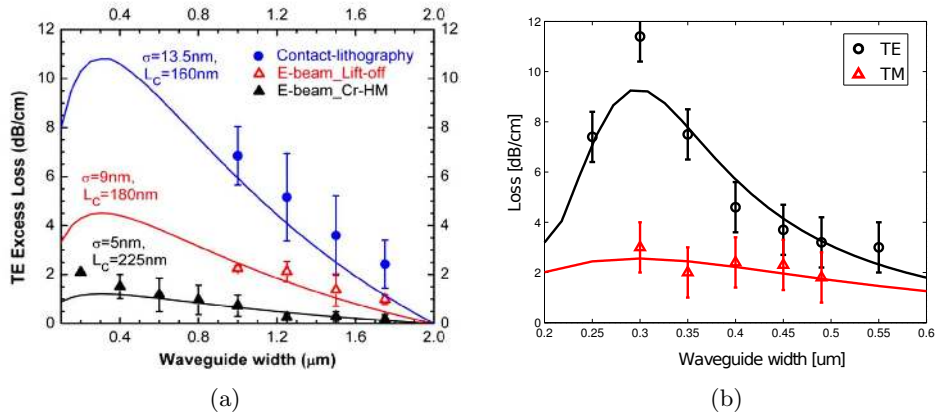 0.4 0.8 1.2 1.6 2.0
12 12
10 10
8 8
6 6
4 4
2 2
0 0
σ=13.5nm,
L_C=160nm
Contact-lithography
E-beam_Lift-off
E-beam_Cr-HM
σ=9nm,
L_C=180nm
σ=5nm,
L_C=225nm
TE Excess Loss (dB/cm)
0.4 0.8 1.2 1.6 2.0
Waveguide width (μm)
(a)
12
10
8
6
4
2
0
TE
TM
Loss [dB/cm]
0.2 0.25 0.3 0.35 0.4 0.45 0.5 0.55 0.6
Waveguide width [um]
(b)